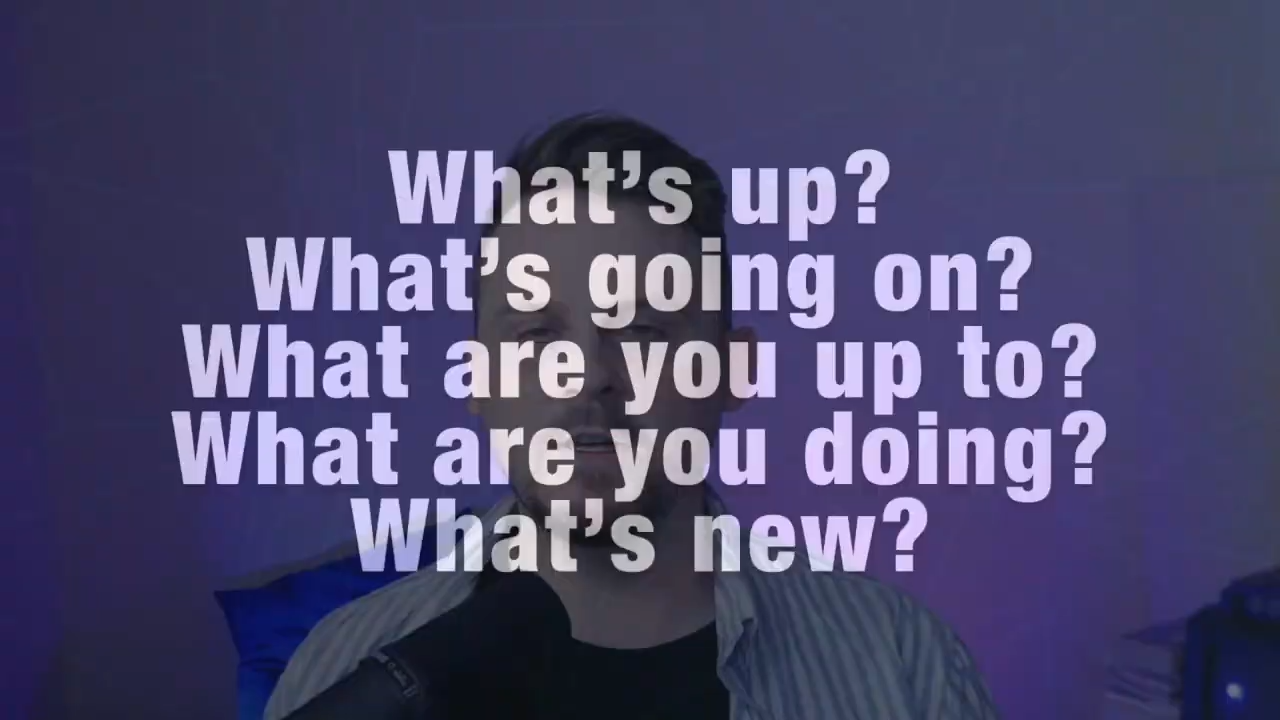 What’s up?
What’s going on?
What are you up to?
What are you doing?
What’s new?